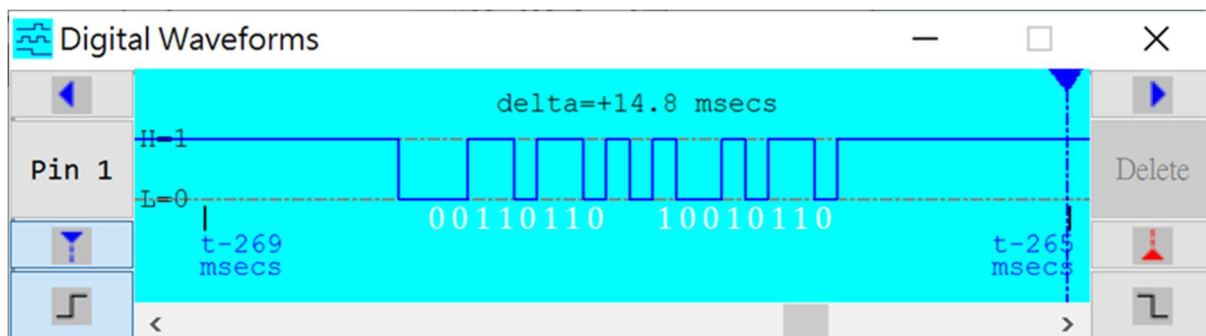 Digital Waveforms
delta=+14.8 msecs
H=1
Pin 1
Delete
L=0
00110110 10010110
t-269
msecs
t-265
msecs